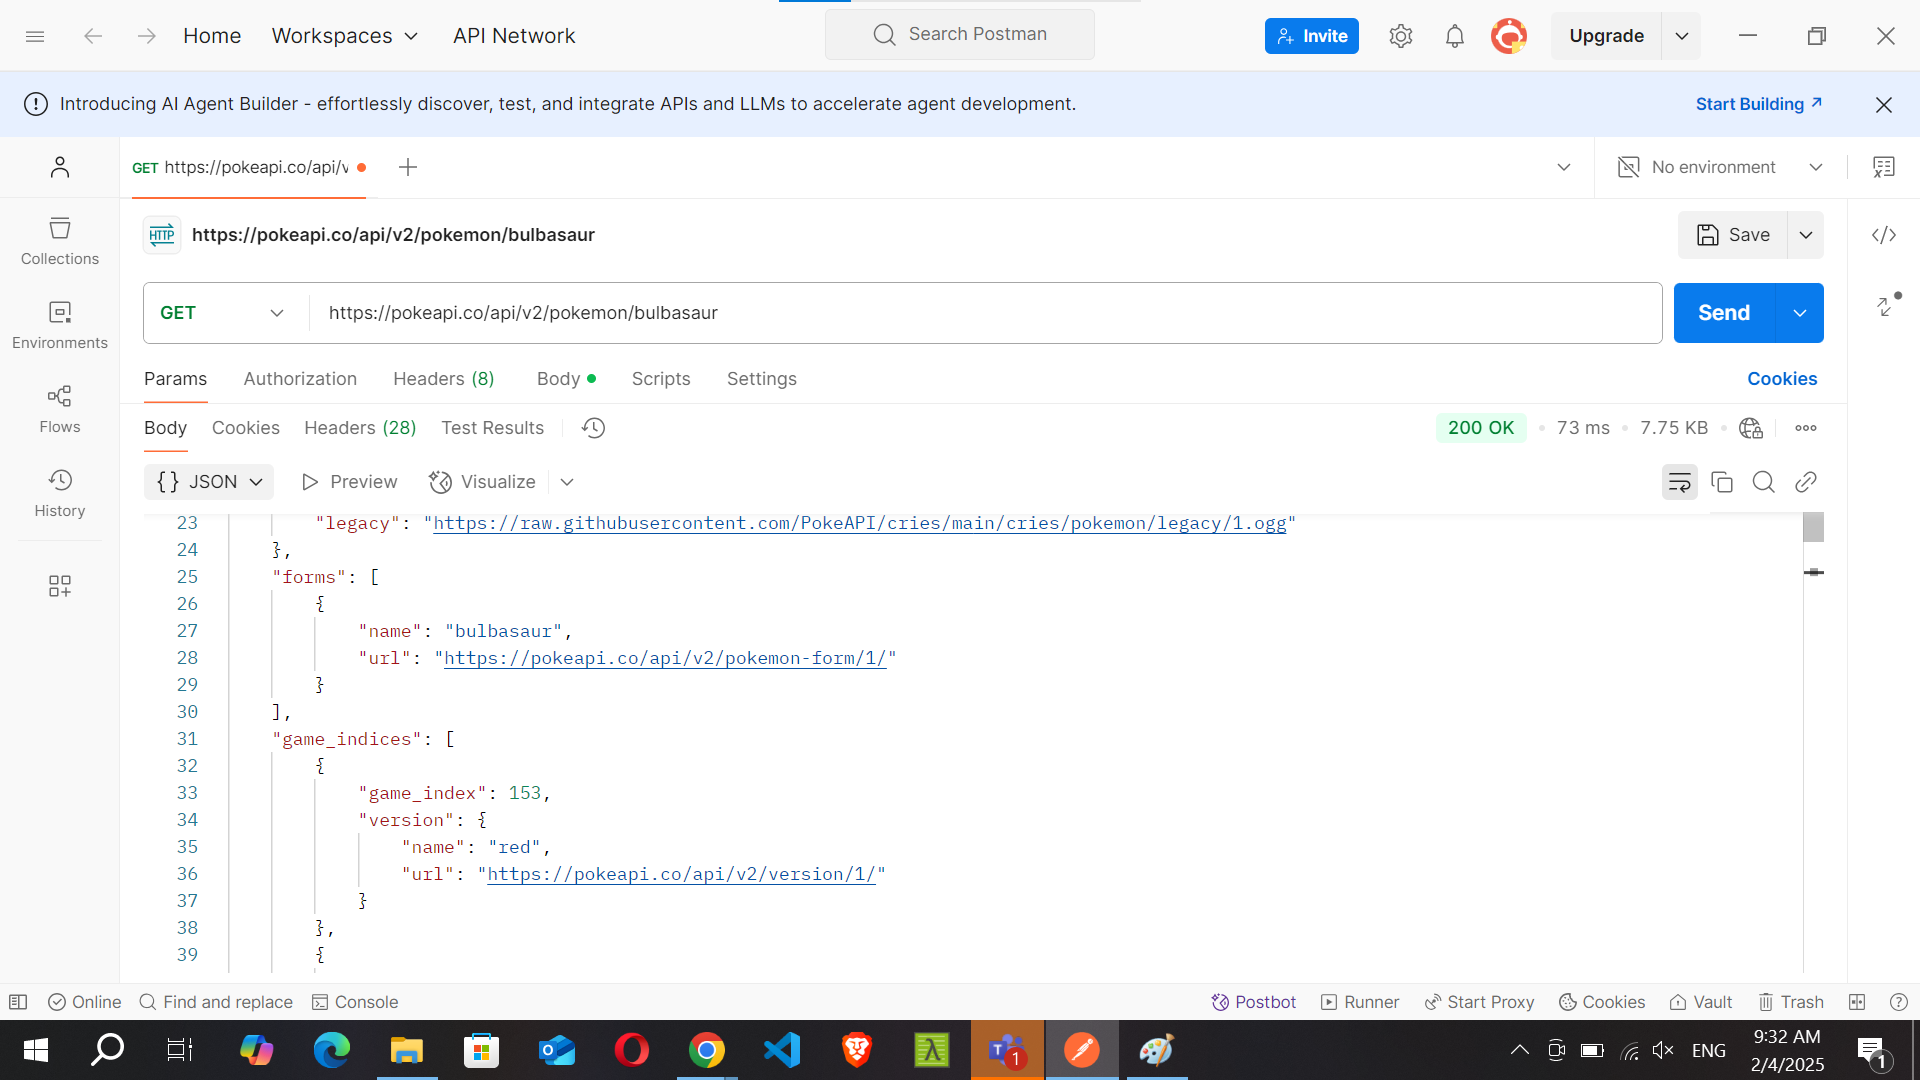 Home Workspaces API Network Search Postman Invite Upgrade
Introducing AI Agent Builder - effortlessly discover, test, and integrate APIs and LLMs to accelerate agent development. Start Building
GET https://pokeapi.co/api/v No environment
HTTP https://pokeapi.co/api/v2/pokemon/bulbasaur Save
Collections
Environments
Flows
History
GET https://pokeapi.co/api/v2/pokemon/bulbasaur Send
Params Authorization Headers (8) Body Scripts Settings Cookies
Body Cookies Headers (28) Test Results 200 OK 73 ms 7.75 KB
{} JSON Preview Visualize
23 "legacy": "https://raw.githubusercontent.com/PokeAPI/cries/main/cries/pokemon/legacy/1.ogg"
24 },
25 "forms": [
26 {
27 "name": "bulbasaur",
28 "url": "https://pokeapi.co/api/v2/pokemon-form/1/"
29 }
30 ],
31 "game_indices": [
32 {
33 "game_index": 153,
34 "version": {
35 "name": "red",
36 "url": "https://pokeapi.co/api/v2/version/1/"
37 }
38 },
39 {
Online Find and replace Console Postbot Runner Start Proxy Cookies Vault Trash
T 1 ENG 9:32 AM 1
2/4/2025